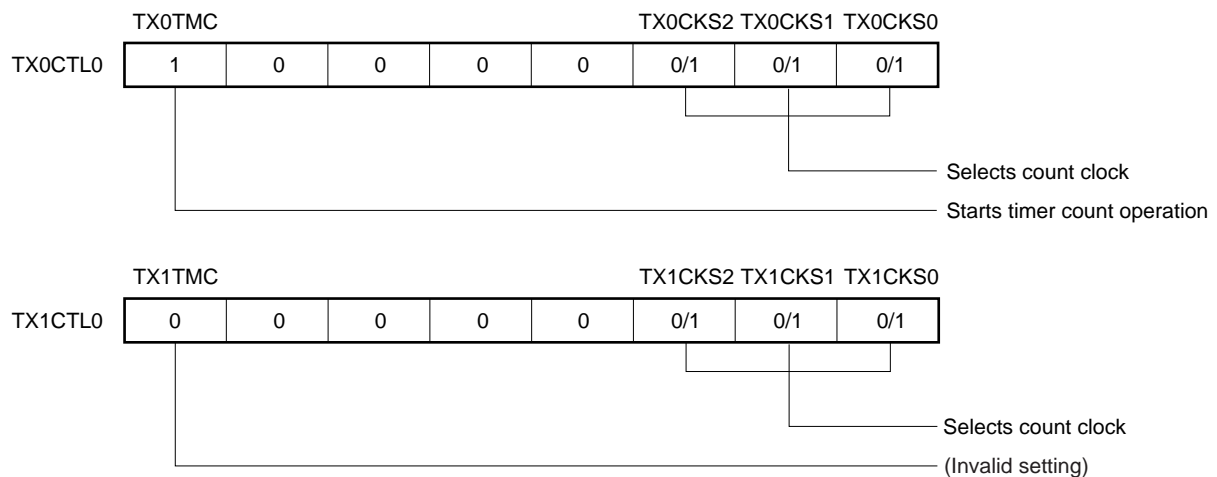 TX0TMC TX0CKS2 TX0CKS1 TX0CKS0
TX0CTL0 1 0 0 0 0 0/1 0/1 0/1
Selects count clock
Starts timer count operation
TX1TMC TX1CKS2 TX1CKS1 TX1CKS0
TX1CTL0 0 0 0 0 0 0/1 0/1 0/1
Selects count clock
(Invalid setting)